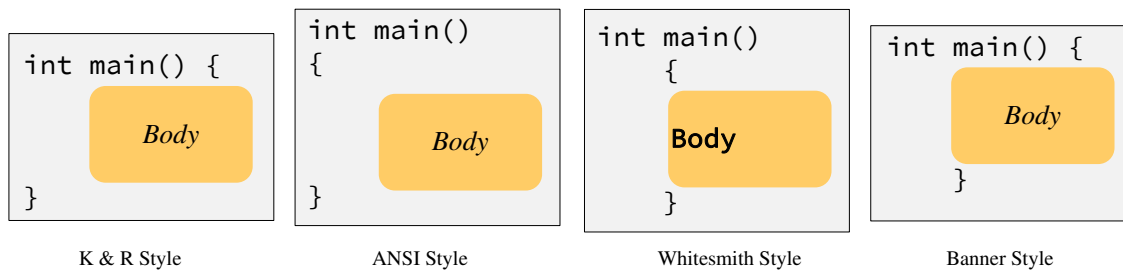 int main() {
Body
}
K & R Style
int main()
{
Body
}
ANSI Style
int main()
{
Body
}
Whitesmith Style
int main() {
Body
}
Banner Style